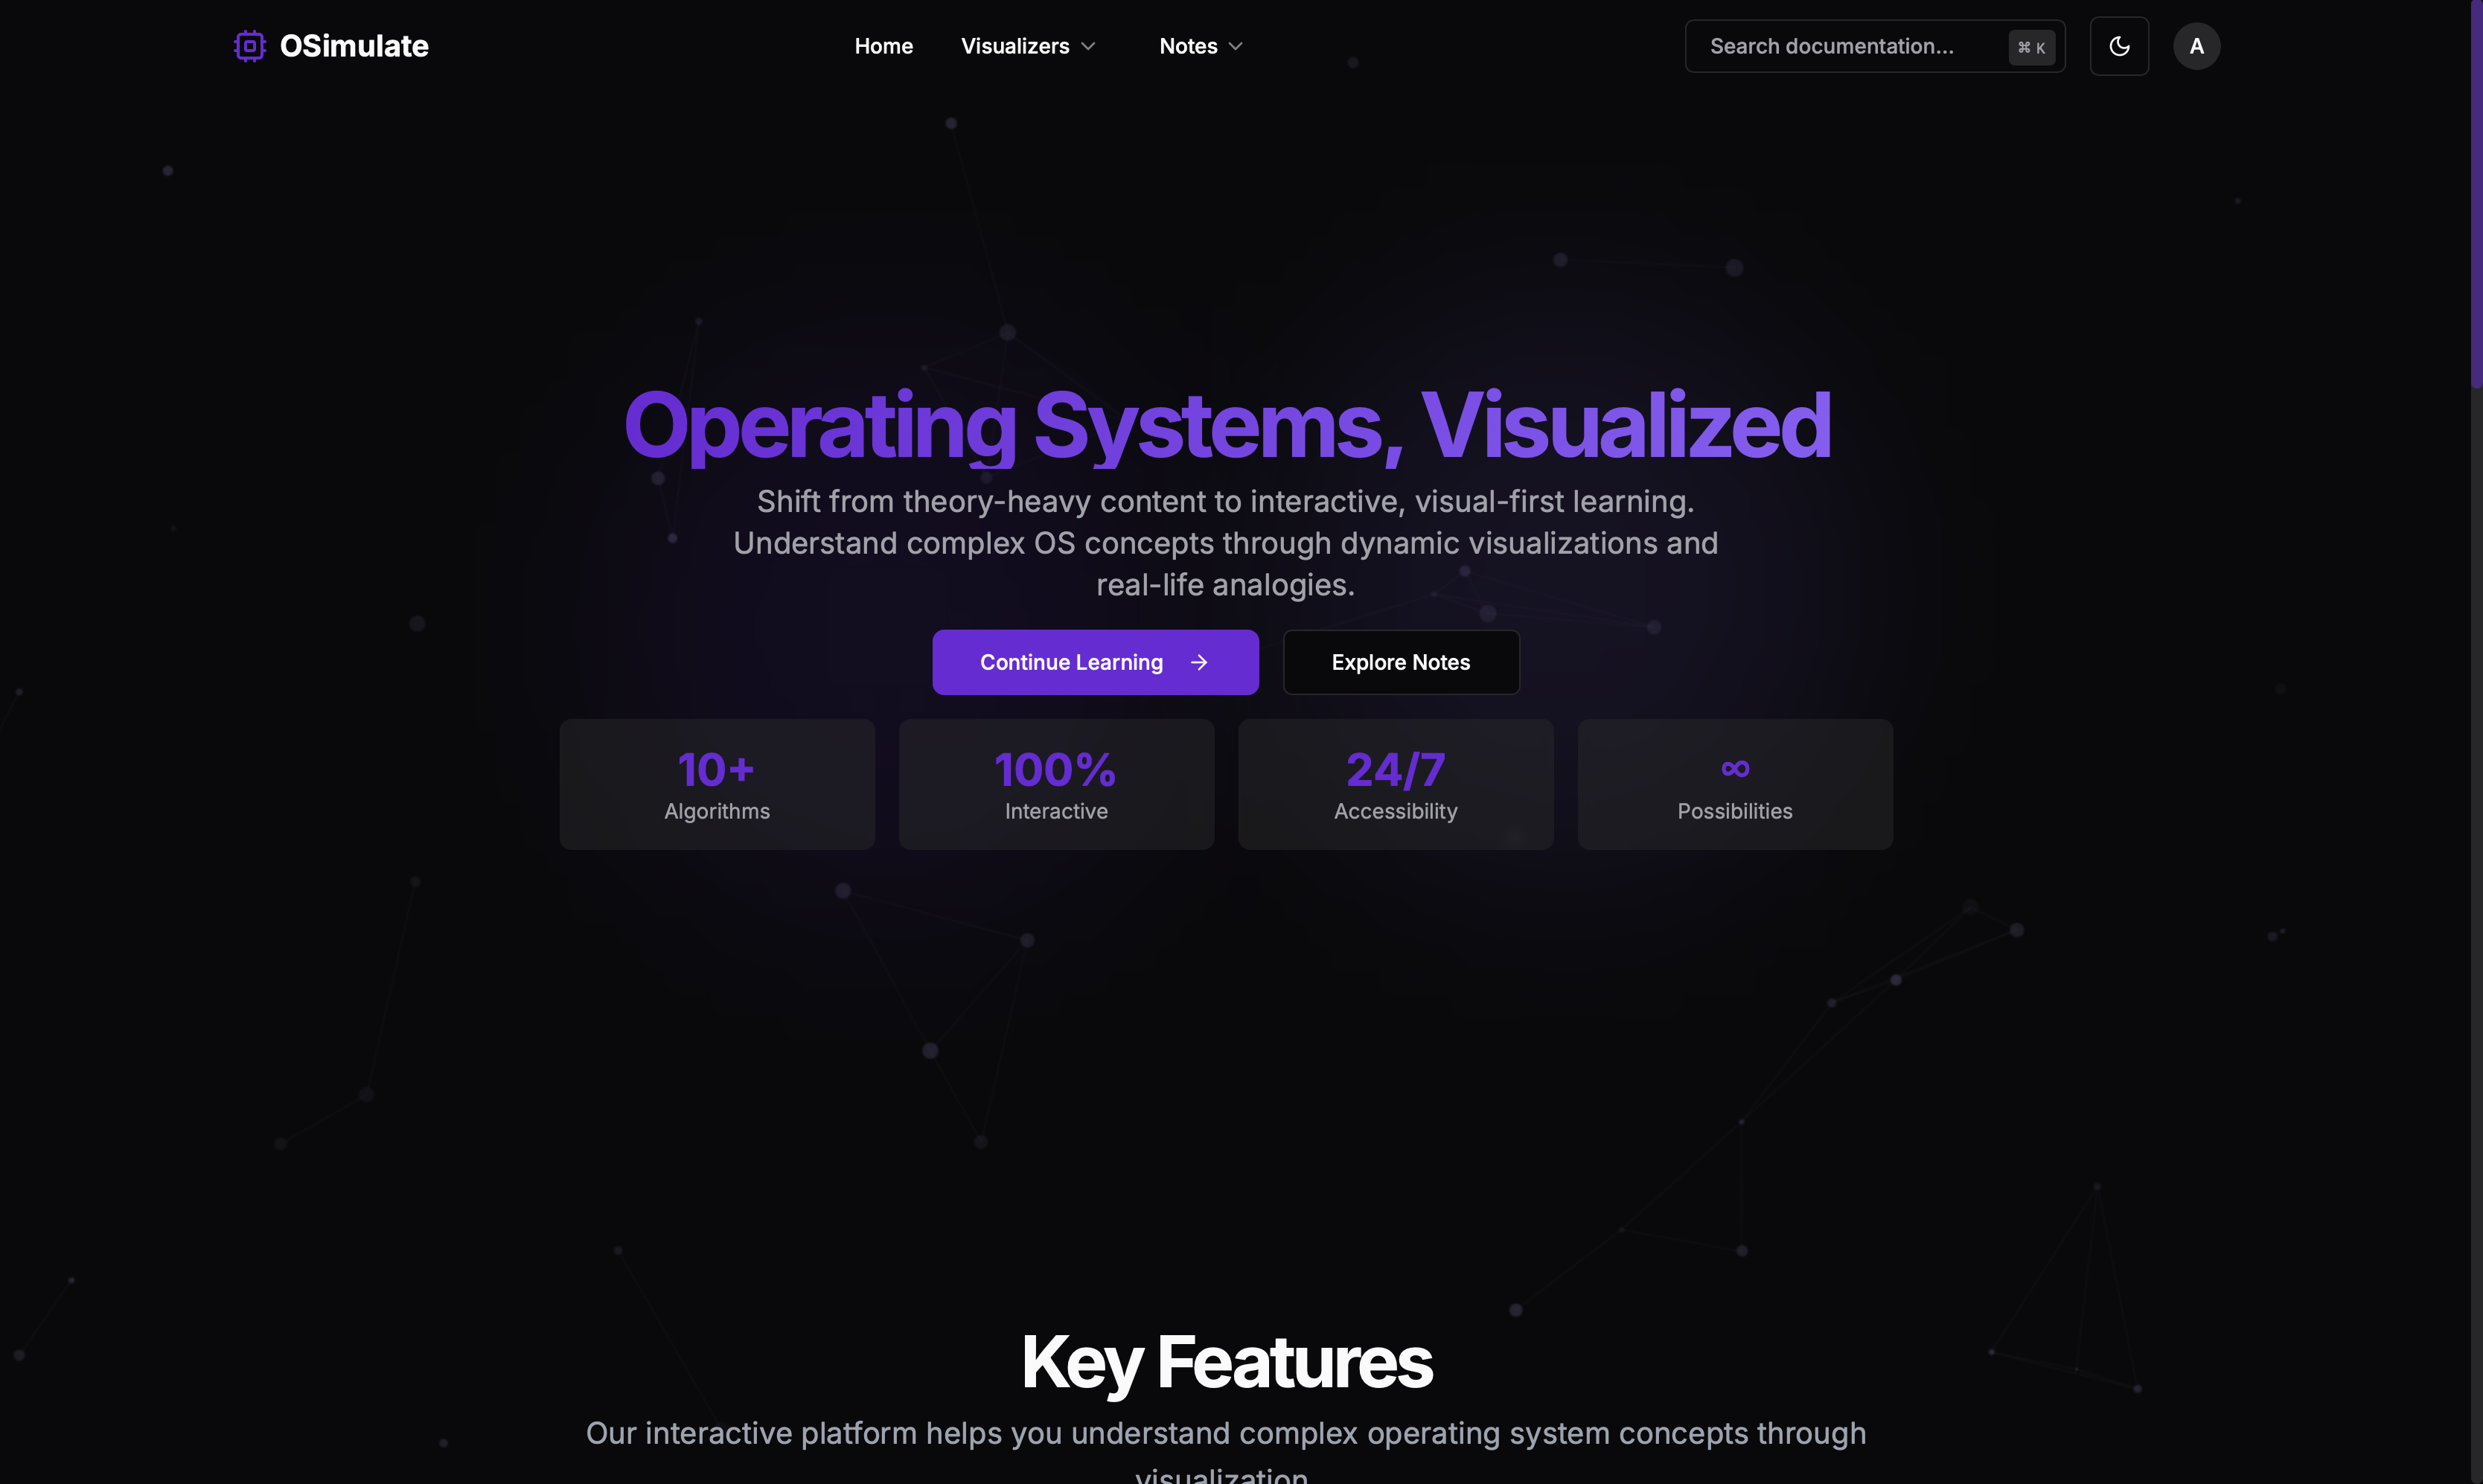 OSimulate
Home
Visualizers
Notes
Search documentation...
⌘ K
A
Operating Systems, Visualized
Shift from theory-heavy content to interactive, visual-first learning.
Understand complex OS concepts through dynamic visualizations and
real-life analogies.
Continue Learning →
Explore Notes
10+
Algorithms
100%
Interactive
24/7
Accessibility
∞
Possibilities
Key Features
Our interactive platform helps you understand complex operating system concepts through
visualization